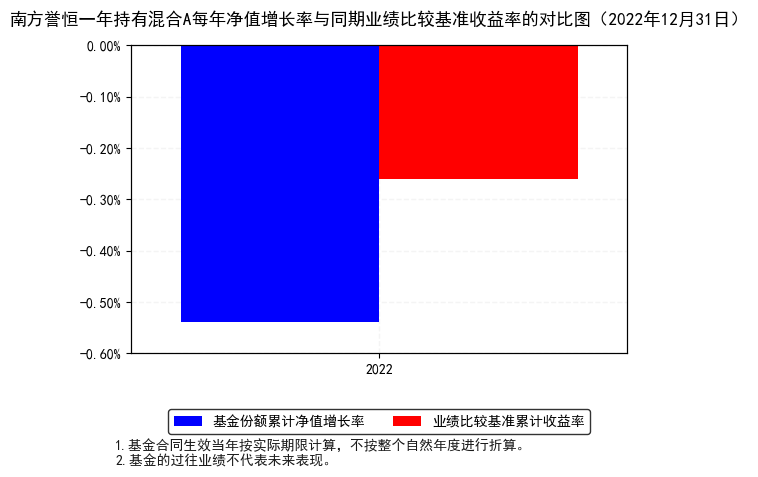 南方誉恒一年持有混合A每年净值增长率与同期业绩比较基准收益率的对比图（2022年12月31日）
0.00%
−0.10%
−0.20%
−0.30%
−0.40%
−0.50%
−0.60%
2022
基金份额累计净值增长率 业绩比较基准累计收益率
1.基金合同生效当年按实际期限计算，不按整个自然年度进行折算。
2.基金的过往业绩不代表未来表现。